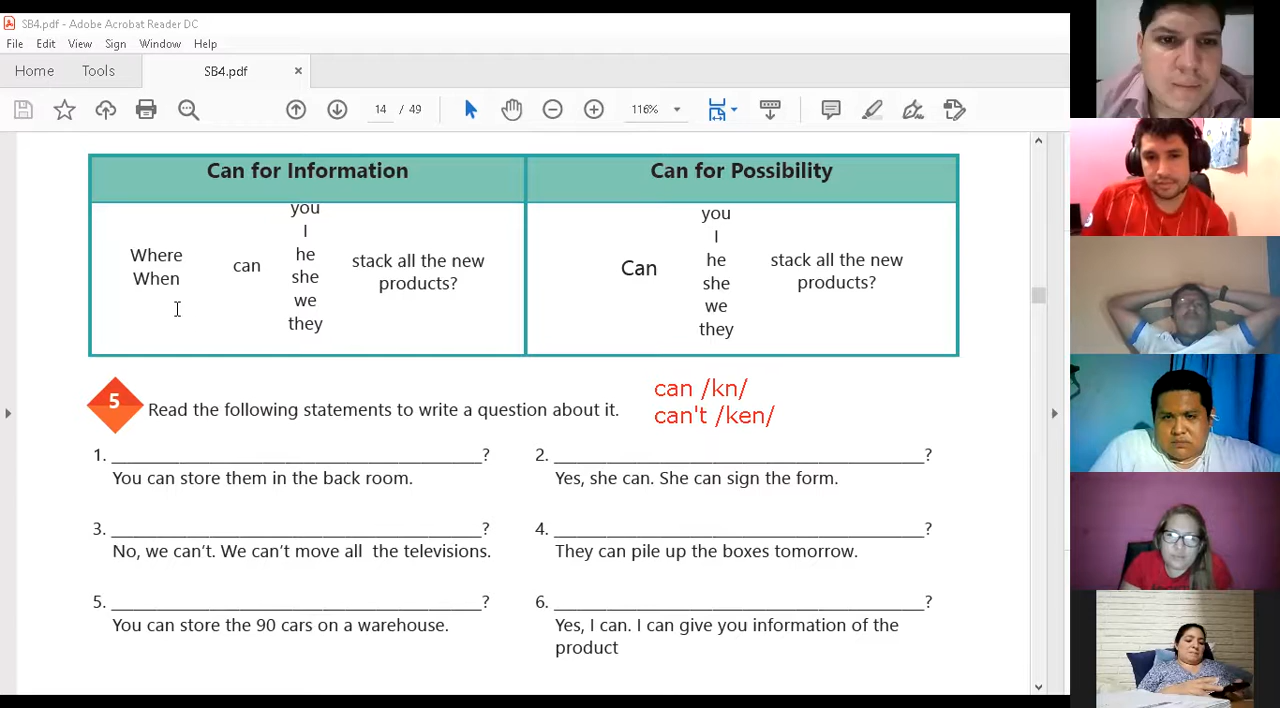 SB4.pdf - Adobe Acrobat Reader DC
File Edit View Sign Window Help
Home Tools SB4.pdf ×
14 / 49 116%
Can for Information
Where
When
can
you
I
he
she
we
they
stack all the new
products?
Can for Possibility
Can
you
I
he
she
we
they
stack all the new
products?
can /kn/
can't /ken/
5 Read the following statements to write a question about it.
1. ________________________________________?
You can store them in the back room.
2. ________________________________________?
Yes, she can. She can sign the form.
3. ________________________________________?
No, we can't. We can't move all the televisions.
4. ________________________________________?
They can pile up the boxes tomorrow.
5. ________________________________________?
You can store the 90 cars on a warehouse.
6. ________________________________________?
Yes, I can. I can give you information of the
product